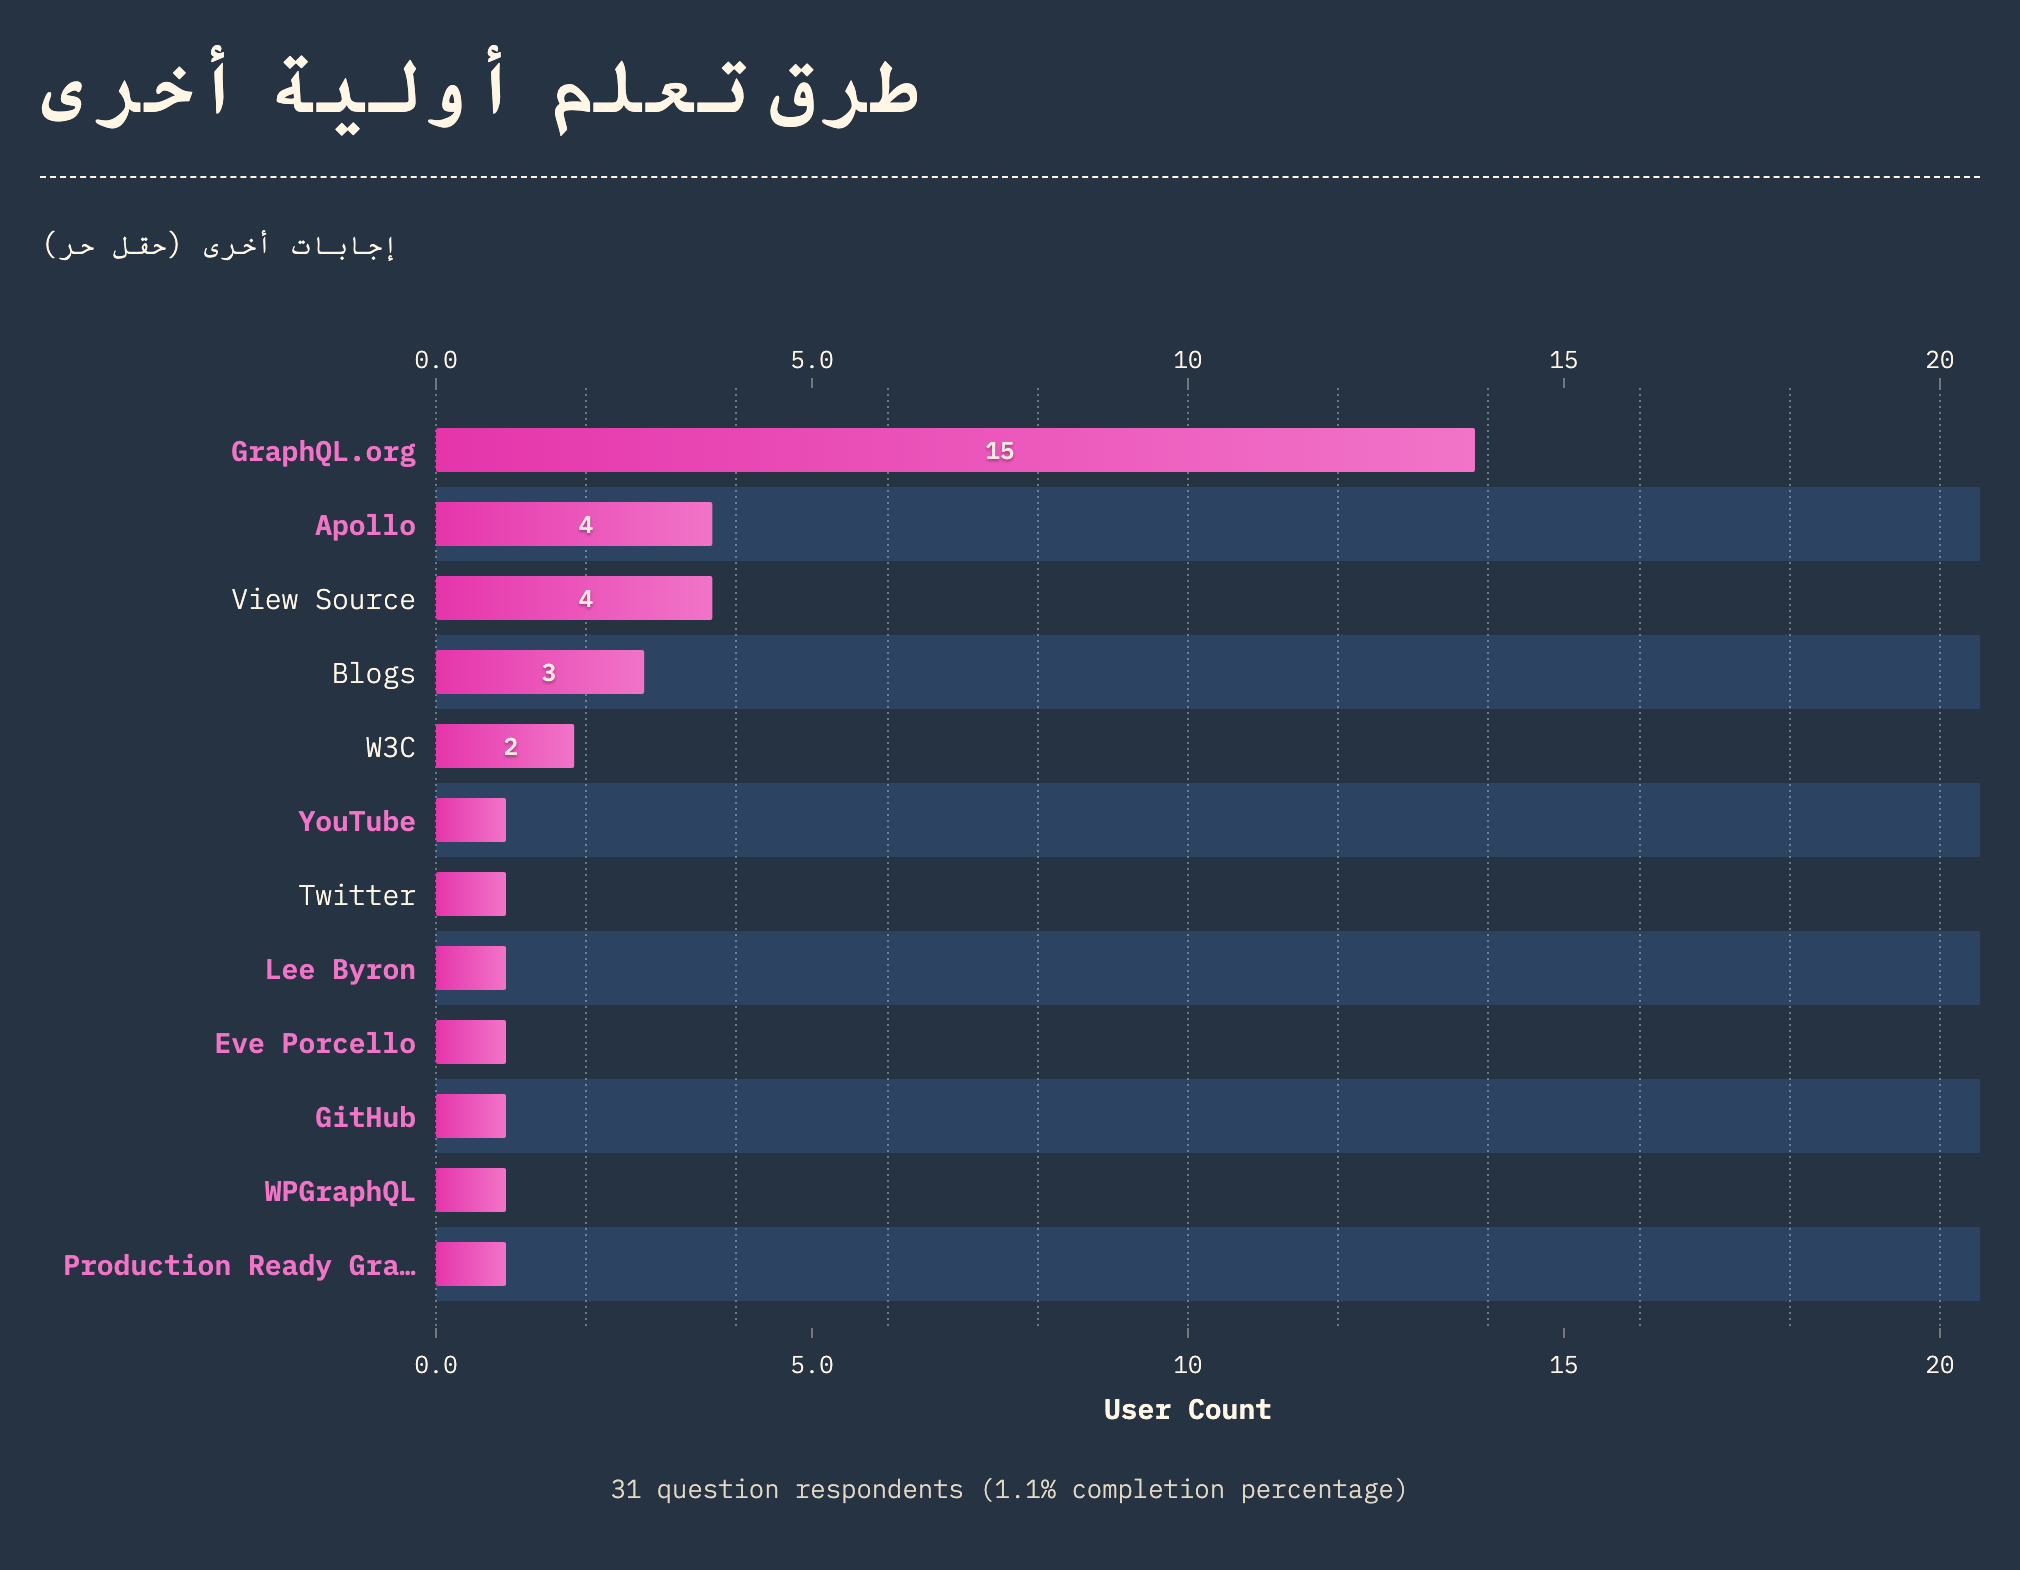 طرق تعلم أولية أخرى
إجابات أخرى (حقل حر)
0.0 5.0 10 15 20
GraphQL.org 15
Apollo 4
View Source 4
Blogs 3
W3C 2
YouTube
Twitter
Lee Byron
Eve Porcello
GitHub
WPGraphQL
Production Ready Gra…
0.0 5.0 10 15 20
User Count
31 question respondents (1.1% completion percentage)